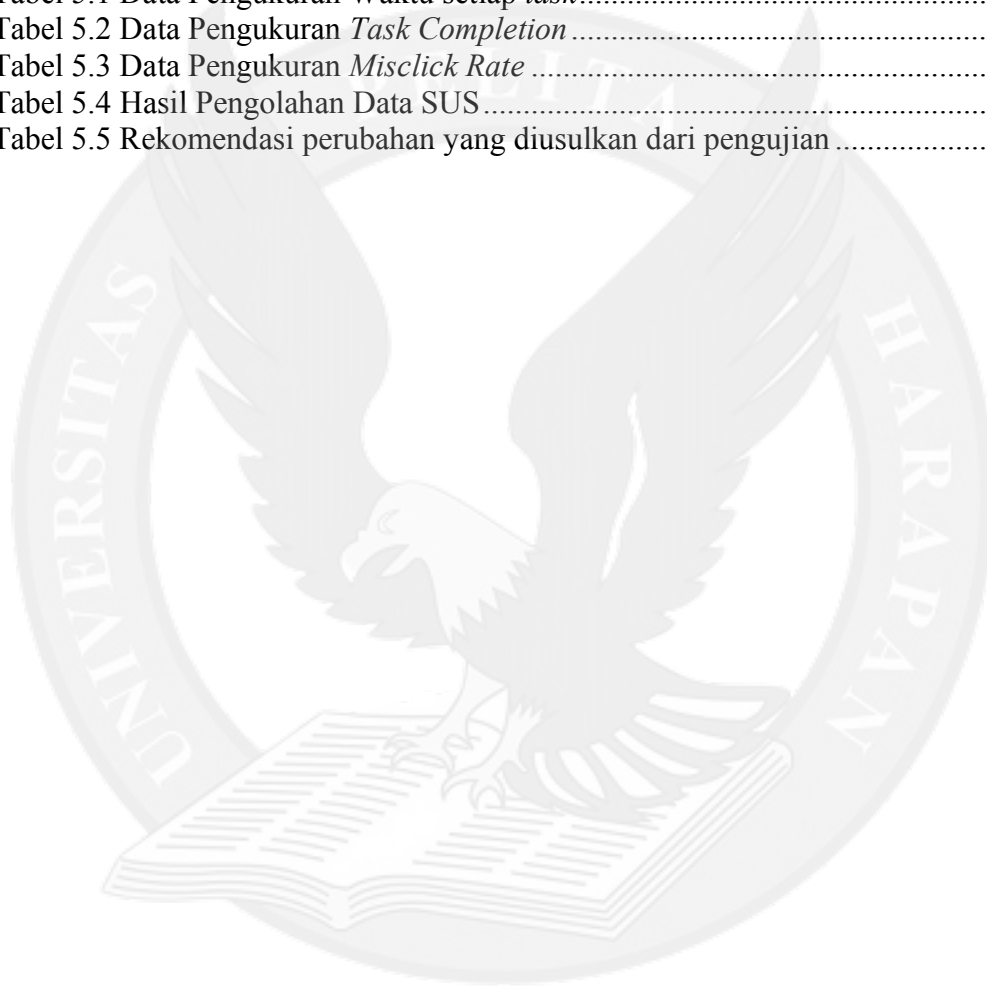 Tabel 5.1 Data Pengukuran Waktu setiap task
Tabel 5.2 Data Pengukuran Task Completion
Tabel 5.3 Data Pengukuran Misclick Rate
Tabel 5.4 Hasil Pengolahan Data SUS
Tabel 5.5 Rekomendasi perubahan yang diusulkan dari pengujian
UNIVERSITAS PELITA HARAPAN